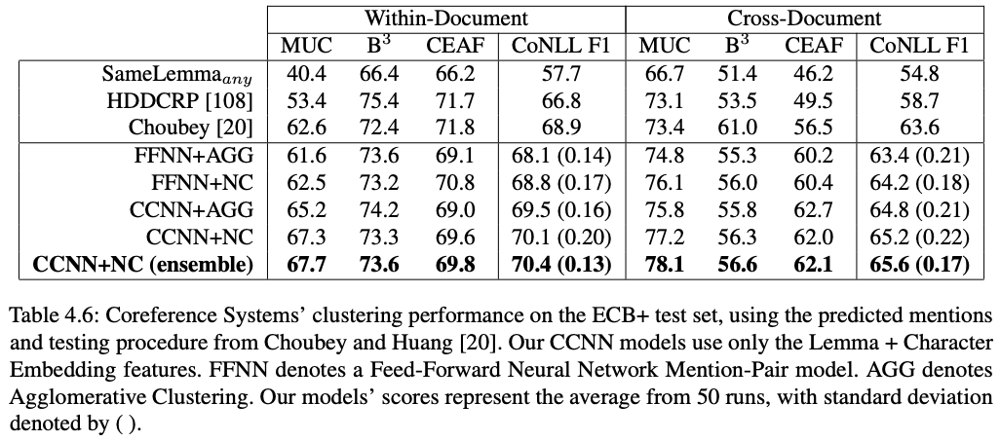 Within-Document Cross-Document
MUC B³ CEAF CoNLL F1 MUC B³ CEAF CoNLL F1
SameLemmaany 40.4 66.4 66.2 57.7 66.7 51.4 46.2 54.8
HDDCRP [108] 53.4 75.4 71.7 66.8 73.1 53.5 49.5 58.7
Choubey [20] 62.6 72.4 71.8 68.9 73.4 61.0 56.5 63.6
FFNN+AGG 61.6 73.6 69.1 68.1 (0.14) 74.8 55.3 60.2 63.4 (0.21)
FFNN+NC 62.5 73.2 70.8 68.8 (0.17) 76.1 56.0 60.4 64.2 (0.18)
CCNN+AGG 65.2 74.2 69.0 69.5 (0.16) 75.8 55.8 62.7 64.8 (0.21)
CCNN+NC 67.3 73.3 69.6 70.1 (0.20) 77.2 56.3 62.0 65.2 (0.22)
CCNN+NC (ensemble) 67.7 73.6 69.8 70.4 (0.13) 78.1 56.6 62.1 65.6 (0.17)
Table 4.6: Coreference Systems’ clustering performance on the ECB+ test set, using the predicted mentions
and testing procedure from Choubey and Huang [20]. Our CCNN models use only the Lemma + Character
Embedding features. FFNN denotes a Feed-Forward Neural Network Mention-Pair model. AGG denotes
Agglomerative Clustering. Our models’ scores represent the average from 50 runs, with standard deviation
denoted by ( ).